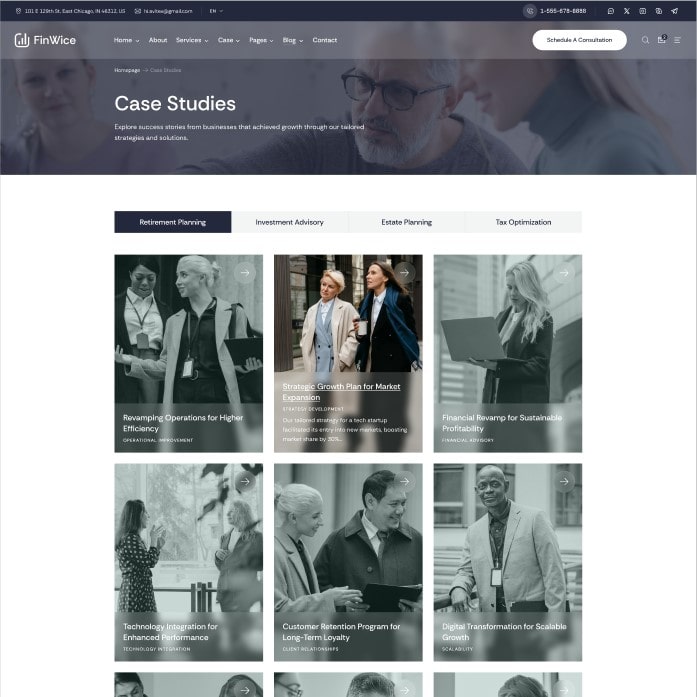 101 E 129th St, East Chicago, IN 46312, US
hi.avitex@gmail.com
EN
1-555-678-8888
FinWice
Home
About
Services
Case
Pages
Blog
Contact
Schedule A Consultation
0
Homepage -> Case Studies
Case Studies
Explore success stories from businesses that achieved growth through our tailored
strategies and solutions.
Retirement Planning
Investment Advisory
Estate Planning
Tax Optimization
Revamping Operations for Higher
Efficiency
OPERATIONAL IMPROVEMENT
Strategic Growth Plan for Market
Expansion
STRATEGY DEVELOPMENT
Our tailored strategy for a tech startup
facilitated its entry into new markets, boosting
market share by 30%...
Financial Revamp for Sustainable
Profitability
FINANCIAL ADVISORY
Technology Integration for
Enhanced Performance
TECHNOLOGY INTEGRATION
Customer Retention Program for
Long-Term Loyalty
CLIENT RELATIONSHIPS
Digital Transformation for Scalable
Growth
SCALABILITY